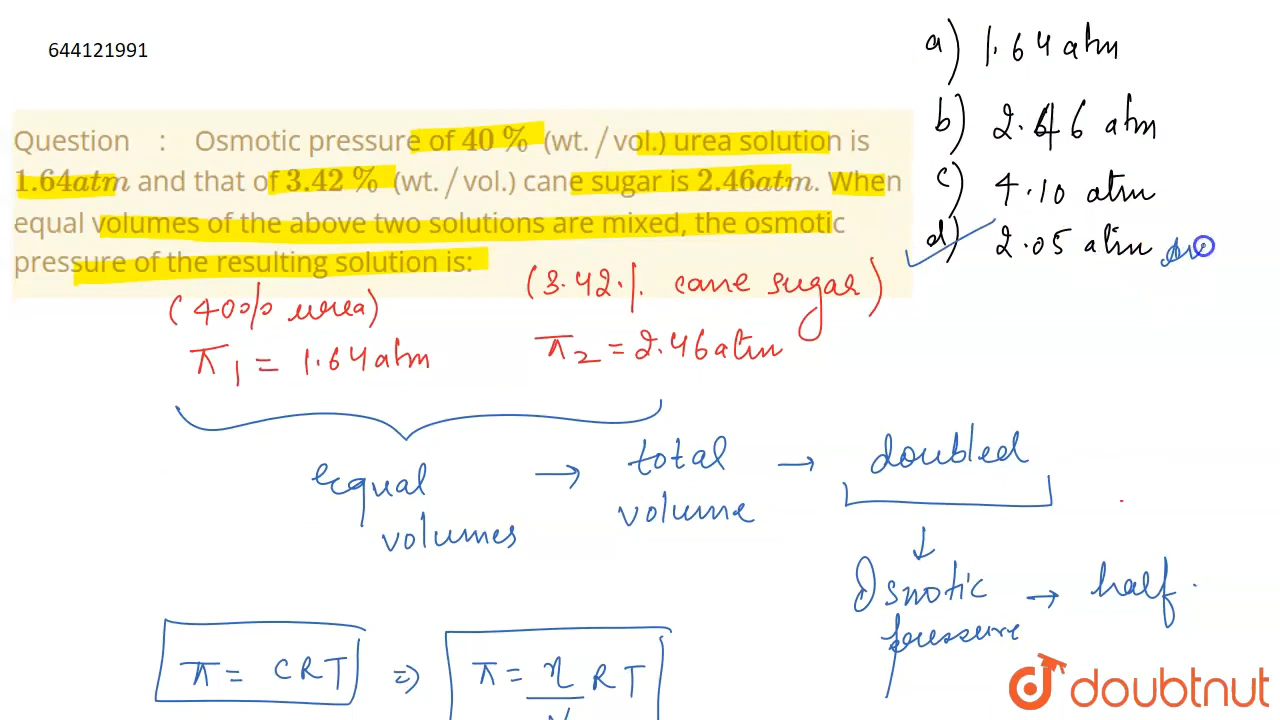 644121991
a) 1.64 atm
b) 2.46 atm
c) 4.10 atm
d) 2.05 atm Ans
Question : Osmotic pressure of 40 % (wt. / vol.) urea solution is
1.64atm and that of 3.42 % (wt. / vol.) cane sugar is 2.46atm. When
equal volumes of the above two solutions are mixed, the osmotic
pressure of the resulting solution is:
(40% urea)
(3.42% cane sugar)
π1 = 1.64 atm
π2 = 2.46 atm
equal volumes → total volume → doubled
↓
Osmotic pressure → half.
π = CRT ⇒ π = n/V RT
doubtnut